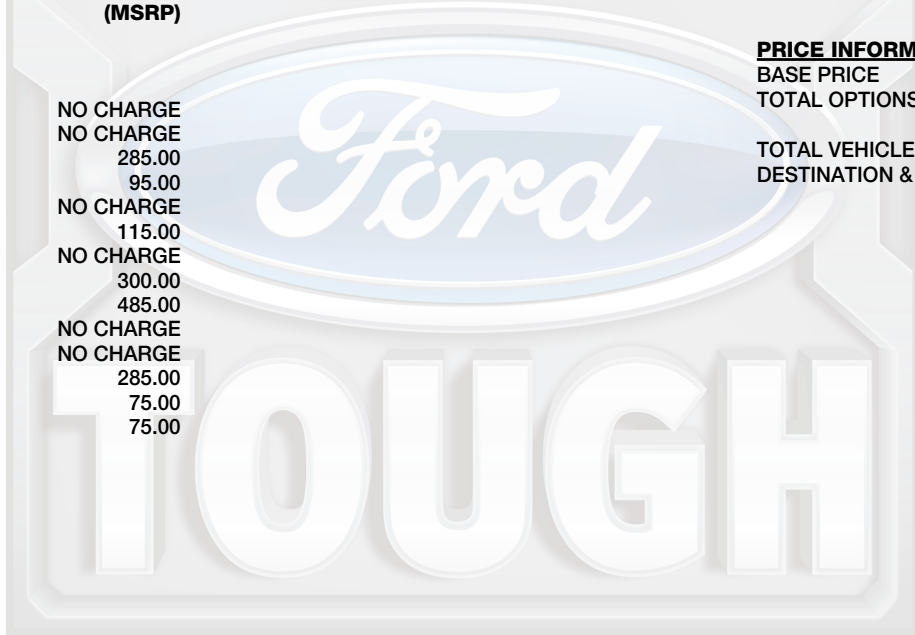 (MSRP)
NO CHARGE
NO CHARGE
285.00
95.00
NO CHARGE
115.00
NO CHARGE
300.00
485.00
NO CHARGE
NO CHARGE
285.00
75.00
75.00
PRICE INFORM
BASE PRICE
TOTAL OPTIONS
TOTAL VEHICLE
DESTINATION &
Ford
TOUGH